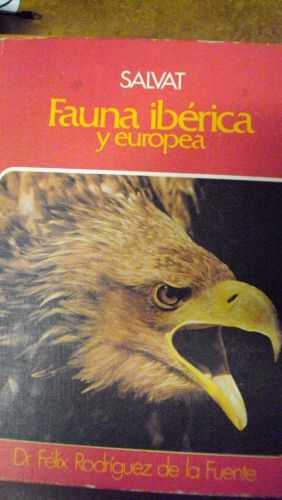 SALVAT
Fauna ibérica
y europea
Dr Félix Rodríguez de la Fuente